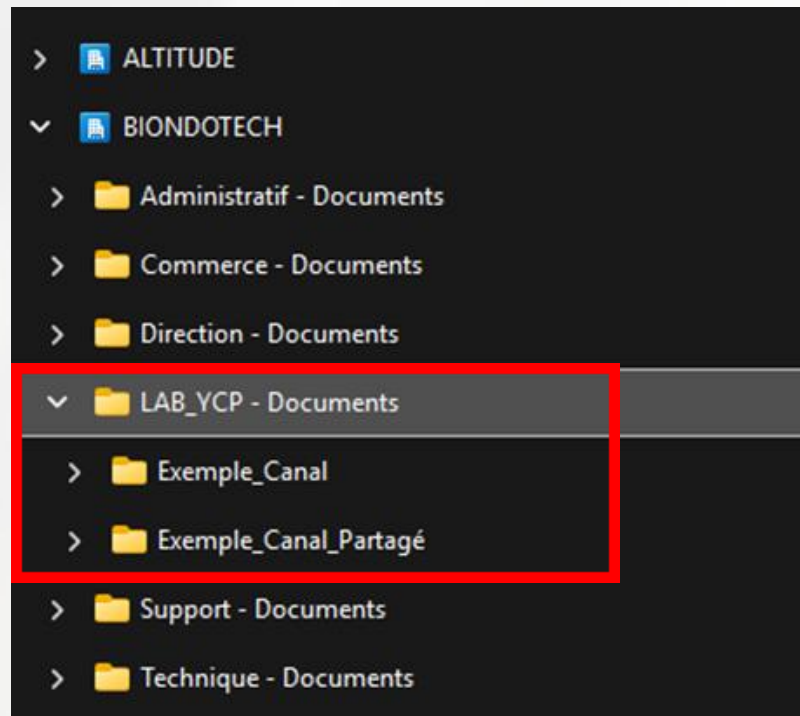 ALTITUDE
BIONDOTECH
Administratif - Documents
Commerce - Documents
Direction - Documents
LAB_YCP - Documents
Exemple_Canal
Exemple_Canal_Partagé
Support - Documents
Technique - Documents